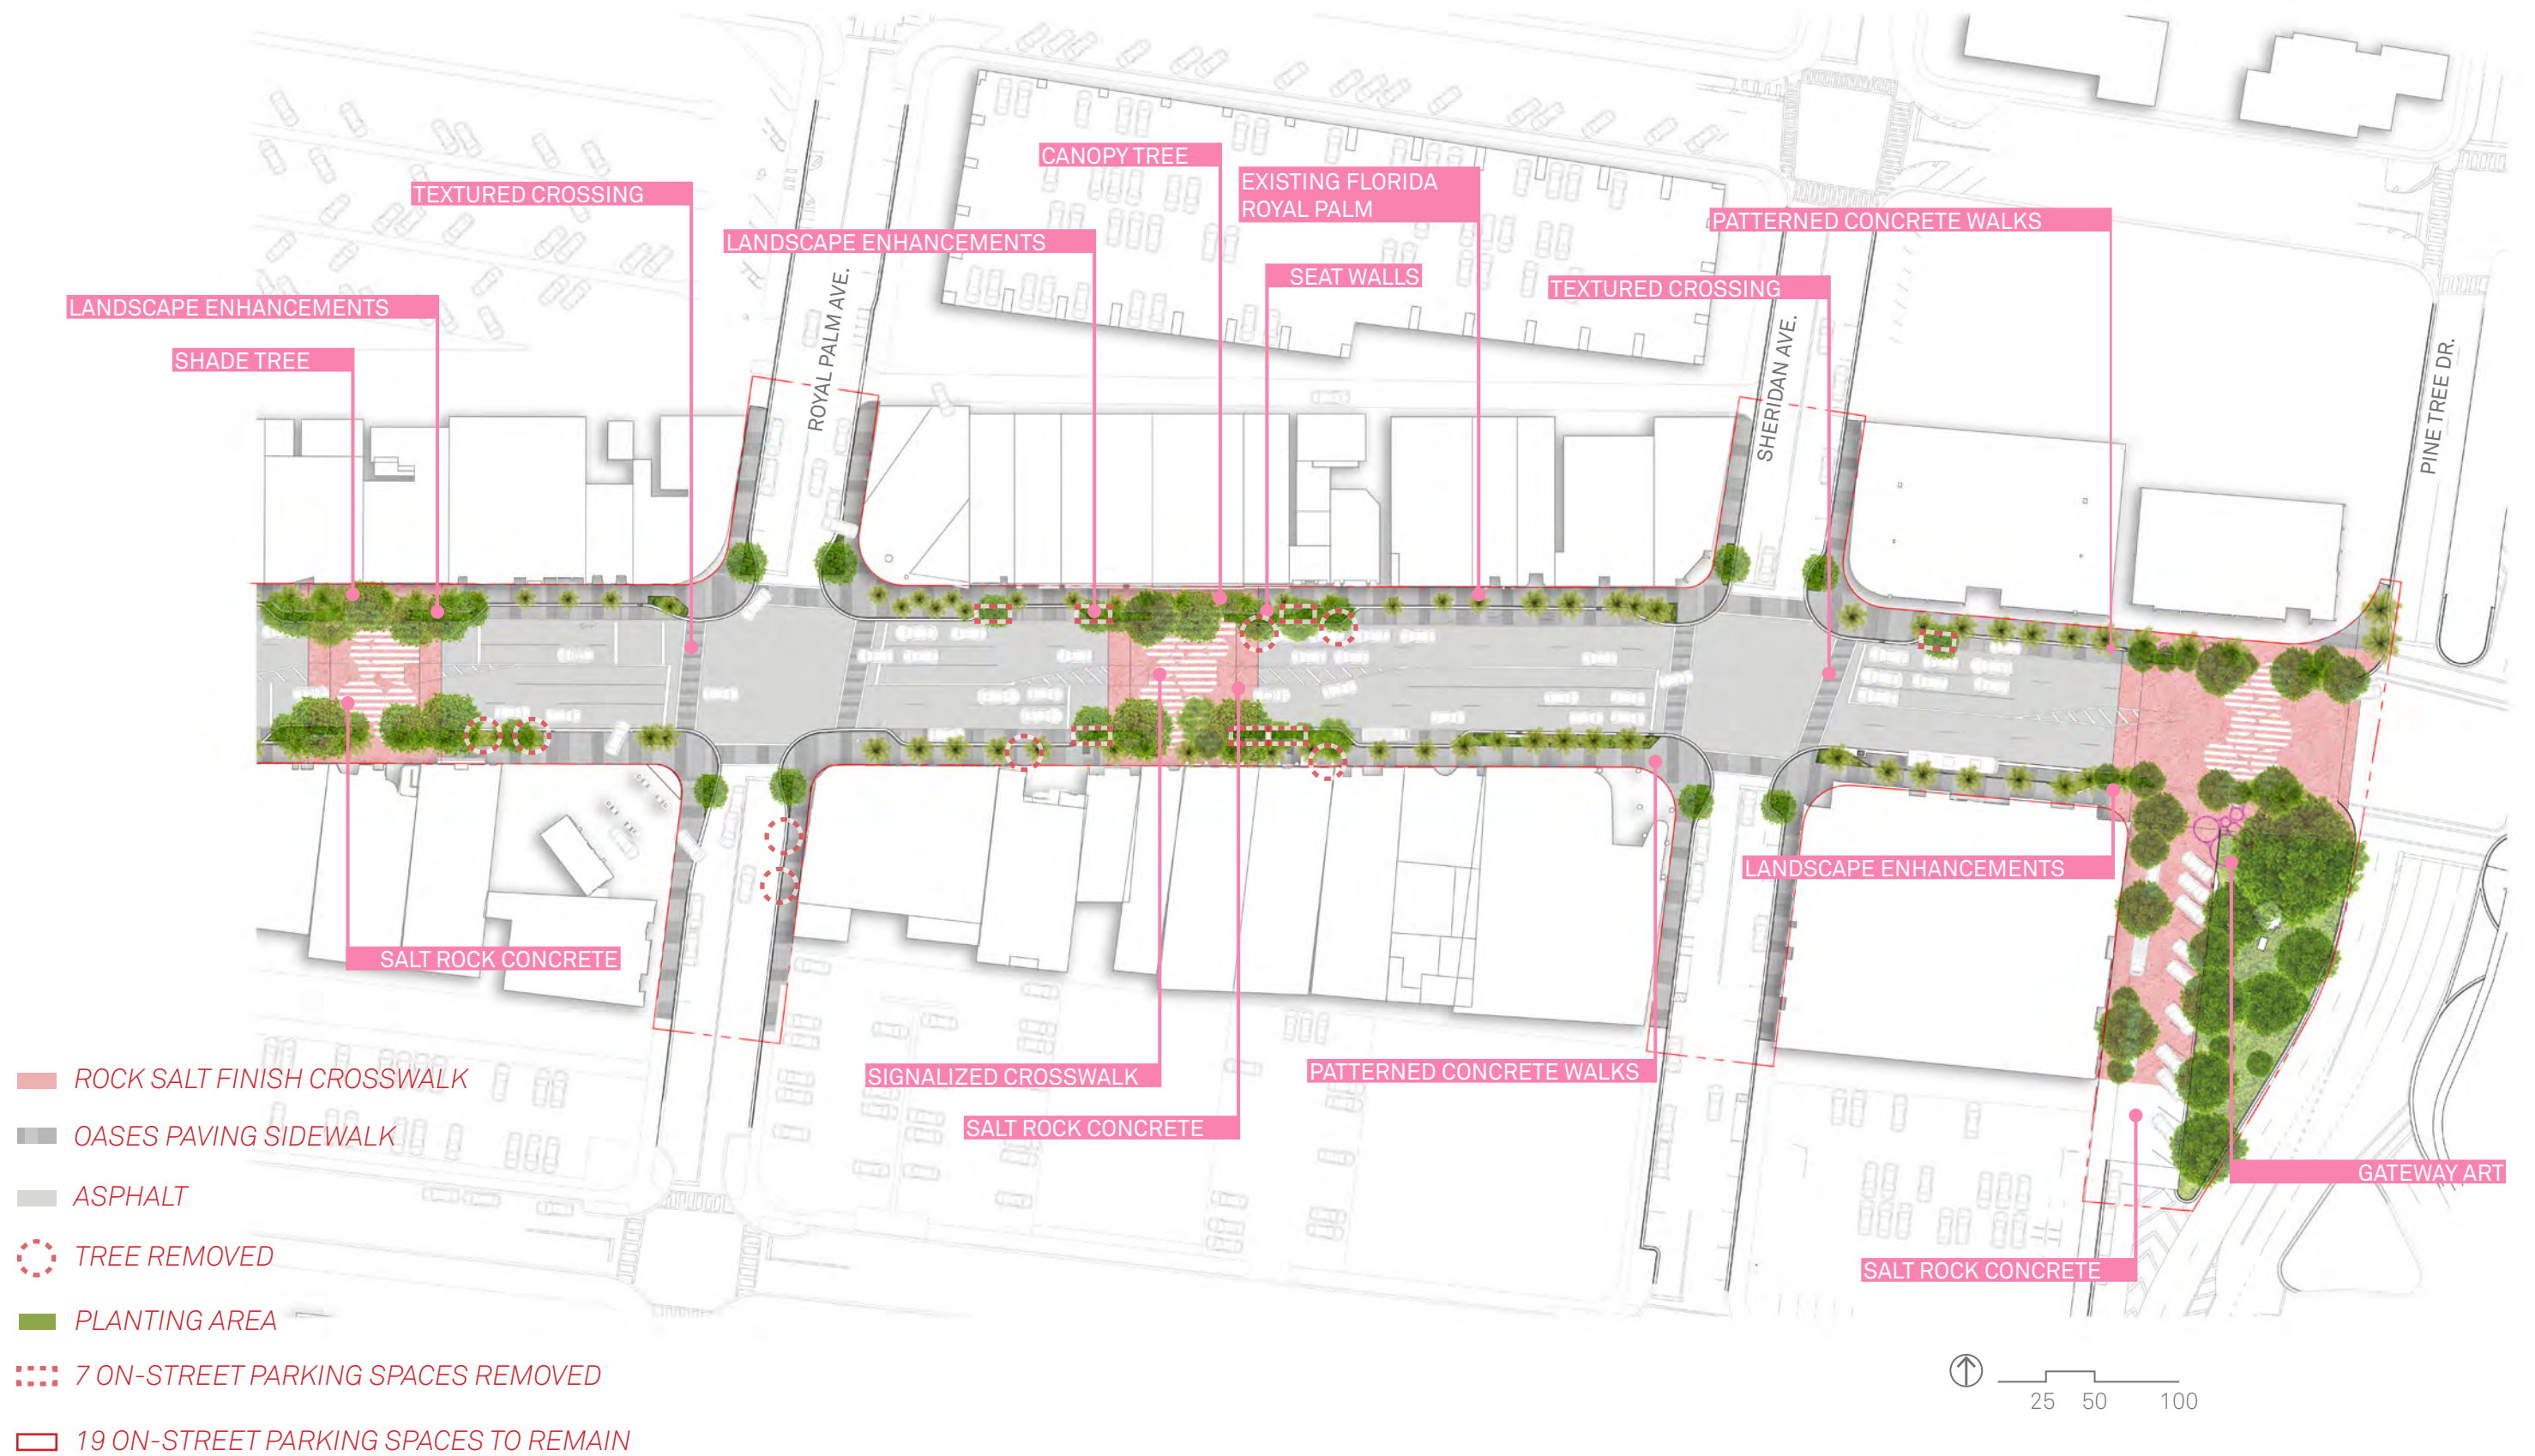 CANOPY TREE
EXISTING FLORIDA
ROYAL PALM
TEXTURED CROSSING
PATTERNED CONCRETE WALKS
LANDSCAPE ENHANCEMENTS
SEAT WALLS
TEXTURED CROSSING
LANDSCAPE ENHANCEMENTS
SHADE TREE
ROYAL PALM AVE.
SHERIDAN AVE.
PINE TREE DR.
LANDSCAPE ENHANCEMENTS
SALT ROCK CONCRETE
SIGNALIZED CROSSWALK
PATTERNED CONCRETE WALKS
SALT ROCK CONCRETE
GATEWAY ART
SALT ROCK CONCRETE
ROCK SALT FINISH CROSSWALK
OASES PAVING SIDEWALK
ASPHALT
TREE REMOVED
PLANTING AREA
7 ON-STREET PARKING SPACES REMOVED
19 ON-STREET PARKING SPACES TO REMAIN
25 50 100